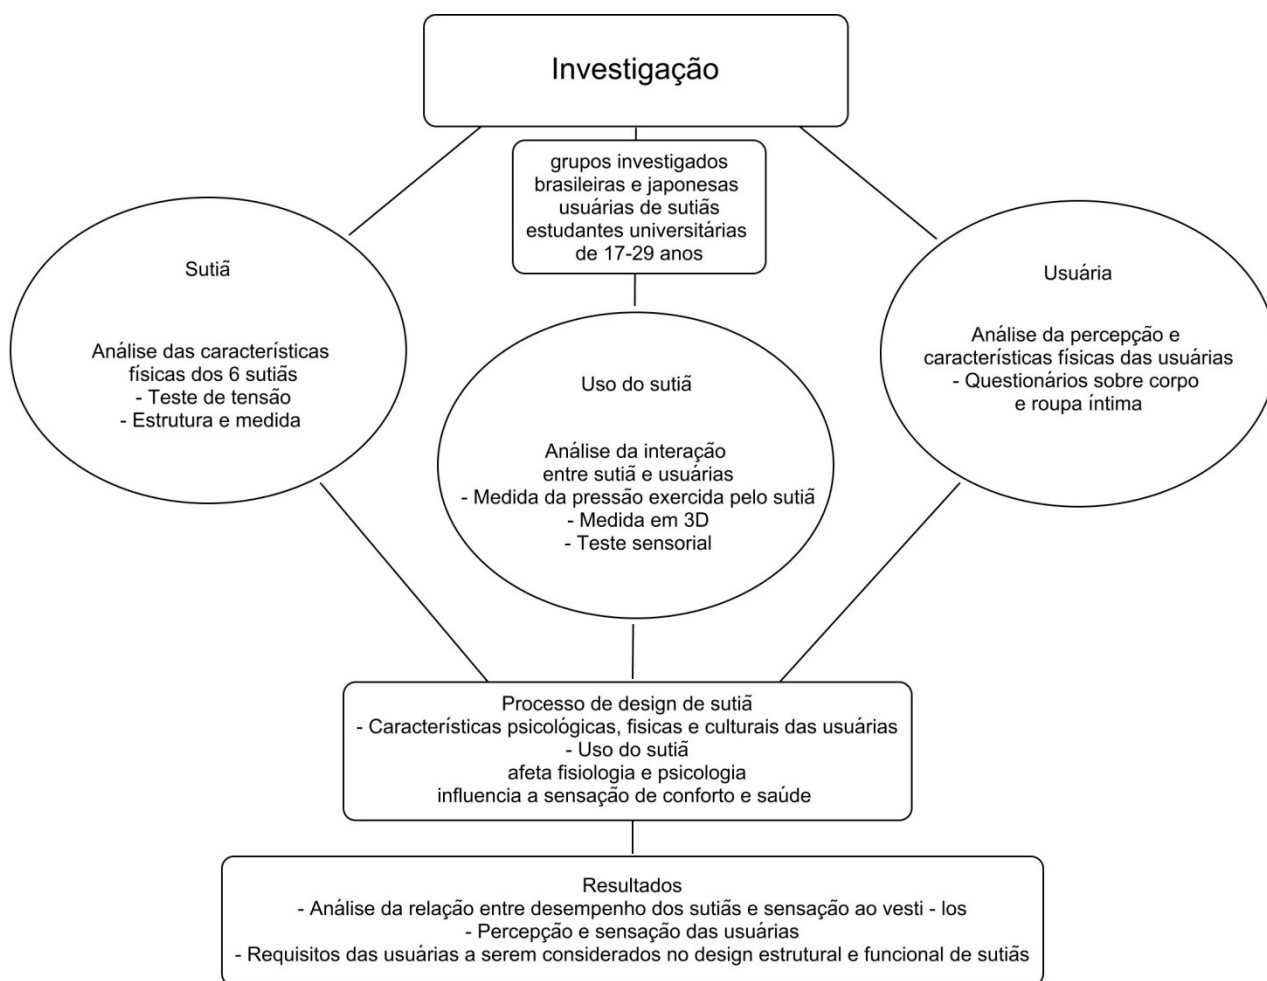 Investigação
grupos investigados
brasileiras e japonesas
usuárias de sutiãs
estudantes universitárias
de 17-29 anos
Sutiã
Análise das características
físicas dos 6 sutiãs
- Teste de tensão
- Estrutura e medida
Uso do sutiã
Análise da interação
entre sutiã e usuárias
- Medida da pressão exercida pelo sutiã
- Medida em 3D
- Teste sensorial
Usuária
Análise da percepção e
características físicas das usuárias
- Questionários sobre corpo
e roupa íntima
Processo de design de sutiã
- Características psicológicas, fisicas e culturais das usuárias
- Uso do sutiã
afeta fisiologia e psicologia
influencia a sensação de conforto e saúde
Resultados
- Análise da relação entre desempenho dos sutiãs e sensação ao vesti - los
- Percepção e sensação das usuárias
- Requisitos das usuárias a serem considerados no design estrutural e funcional de sutiãs